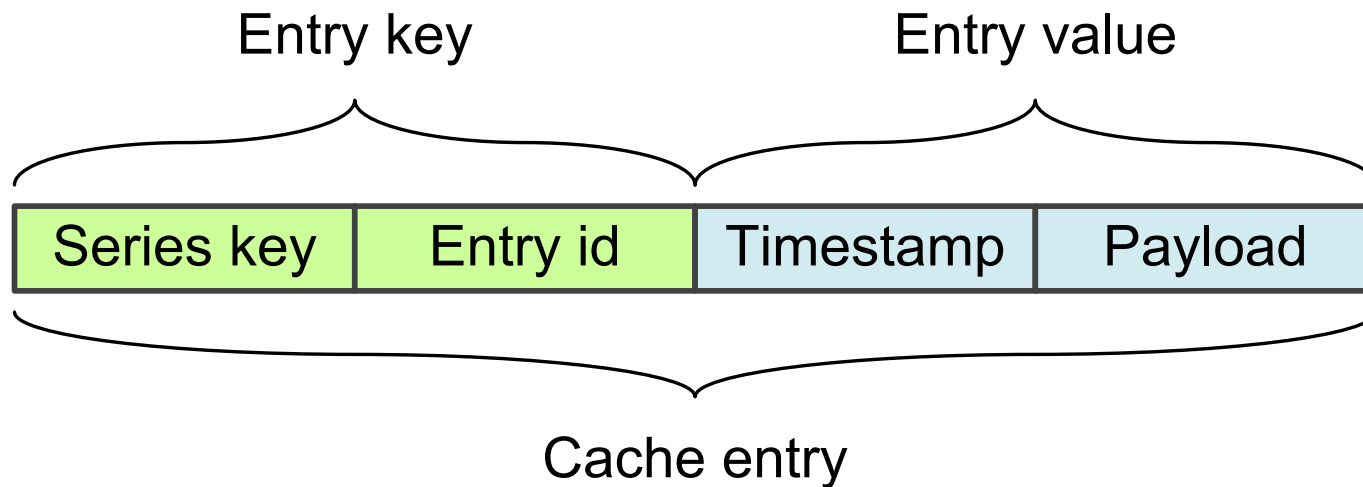 Entry key
Entry value
Series key
Entry id
Timestamp
Payload
Cache entry